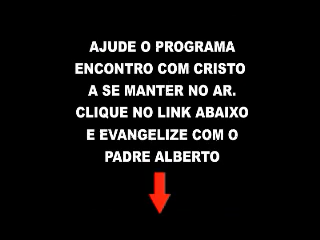 AJUDE O PROGRAMA
ENCONTRO COM CRISTO
A SE MANTER NO AR.
CLIQUE NO LINK ABAIXO
E EVANGELIZE COM O
PADRE ALBERTO